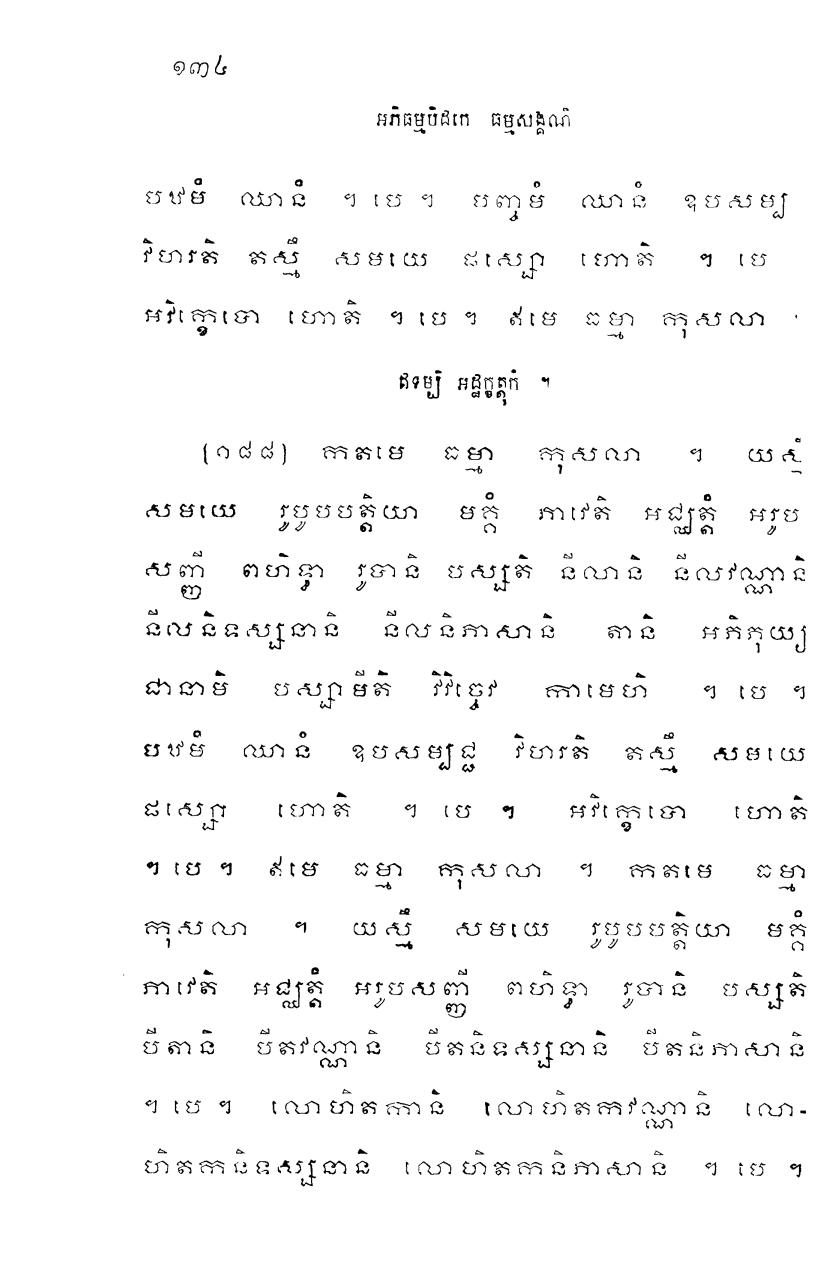 ១៣៤
អភិធម្មបិដកេ ធម្មសង្គណី
បឋមំ ឈានំ ។ បេ ។ បញ្ចមំ ឈានំ ឧបសម្ប
វិហរតិ តស្មឹ សមយេ ផស្សោ ហោតិ ។ បេ
អវិក្ខេបោ ហោតិ ។ បេ ។ ឥមេ ធម្មា កុសលា
ឥទម្បិ អដ្ឋក្ខត្តុកំ ។
(១៨៨) កតមេ ធម្មា កុសលា ។ យស្មឹ
សមយេ រូបូបបត្តិយា មគ្គំ ភាវេតិ អជ្ឈត្តំ អរូប
សញ្ញី ពហិទ្ធា រូបានិ បស្សតិ នីលានិ នីលវណ្ណានិ
នីលនិទស្សនានិ នីលនិភាសានិ តានិ អភិភុយ្យ
ជានាមិ បស្សាមីតិ វិវិច្ចេវ កាមេហិ ។ បេ ។
បឋមំ ឈានំ ឧបសម្បជ្ជ វិហរតិ តស្មឹ សមយេ
ផស្សោ ហោតិ ។ បេ ។ អវិក្ខេបោ ហោតិ
។ បេ ។ ឥមេ ធម្មា កុសលា ។ កតមេ ធម្មា
កុសលា ។ យស្មឹ សមយេ រូបូបបត្តិយា មគ្គំ
ភាវេតិ អជ្ឈត្តំ អរូបសញ្ញី ពហិទ្ធា រូបានិ បស្សតិ
បីតានិ បីតវណ្ណានិ បីតនិទស្សនានិ បីតនិភាសានិ
។ បេ ។ លោហិតកានិ លោហិតកវណ្ណានិ លោ-
ហិតកនិទស្សនានិ លោហិតកនិភាសានិ ។ បេ ។